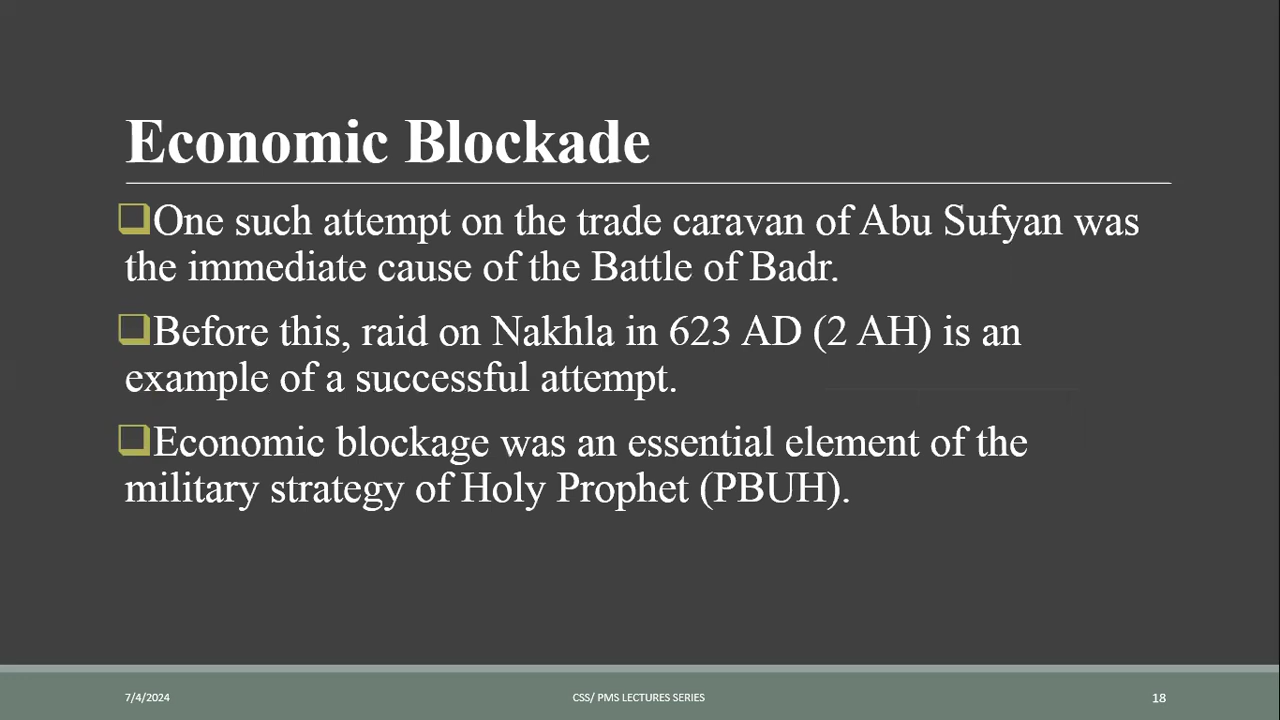 Economic Blockade
One such attempt on the trade caravan of Abu Sufyan was
the immediate cause of the Battle of Badr.
Before this, raid on Nakhla in 623 AD (2 AH) is an
example of a successful attempt.
Economic blockage was an essential element of the
military strategy of Holy Prophet (PBUH).
7/4/2024
CSS/ PMS LECTURES SERIES
18